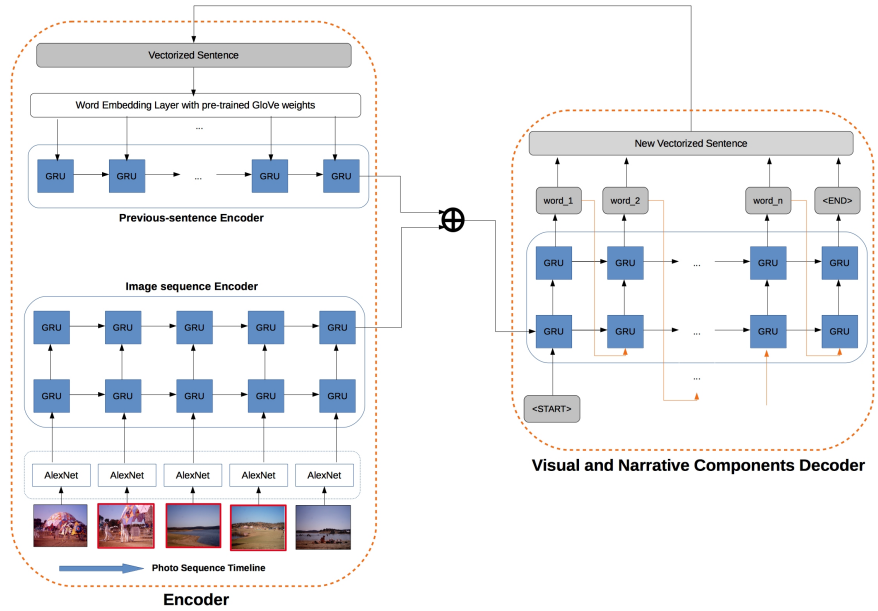 Vectorized Sentence
Word Embedding Layer with pre-trained GloVe weights
...
GRU GRU ... GRU GRU
Previous-sentence Encoder
Image sequence Encoder
GRU GRU GRU GRU GRU
GRU GRU GRU GRU GRU
AlexNet AlexNet AlexNet AlexNet AlexNet
Photo Sequence Timeline
Encoder
New Vectorized Sentence
word_1 word_2 word_n <END>
GRU GRU ... GRU GRU
GRU GRU ... GRU GRU
...
<START>
Visual and Narrative Components Decoder